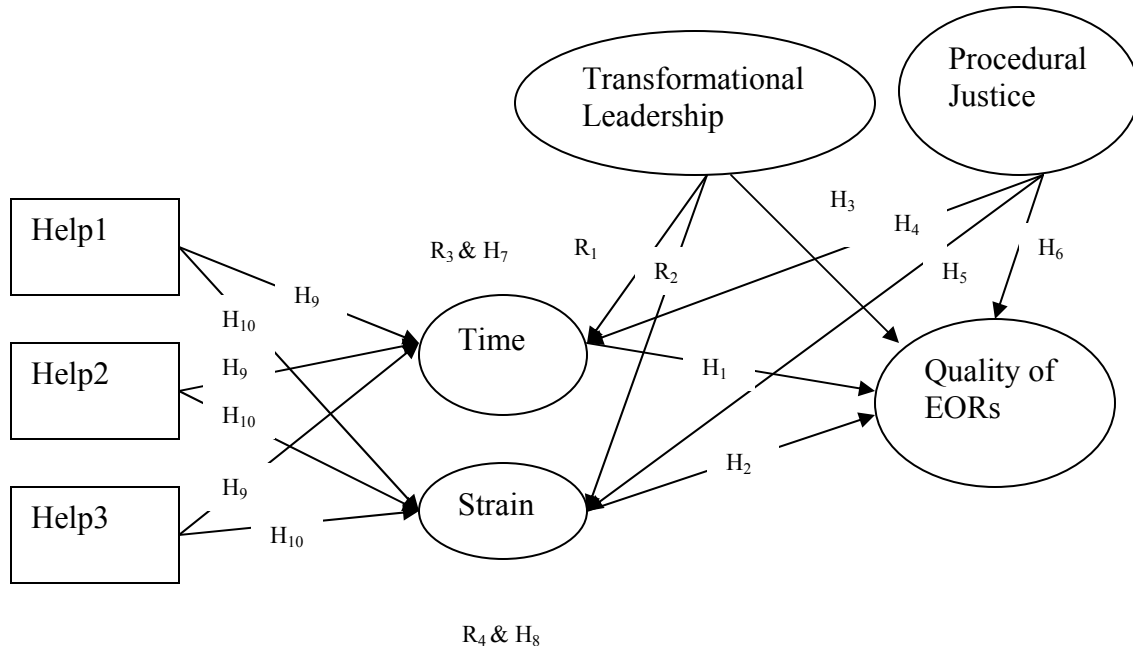 Transformational
Leadership
Procedural
Justice
Help1
Help2
Help3
R3 & H7
R1
R2
H3
H4
H5
H6
H9
H10
H9
H10
H9
H10
Time
Strain
H1
H2
Quality of
EORs
R4 & H8